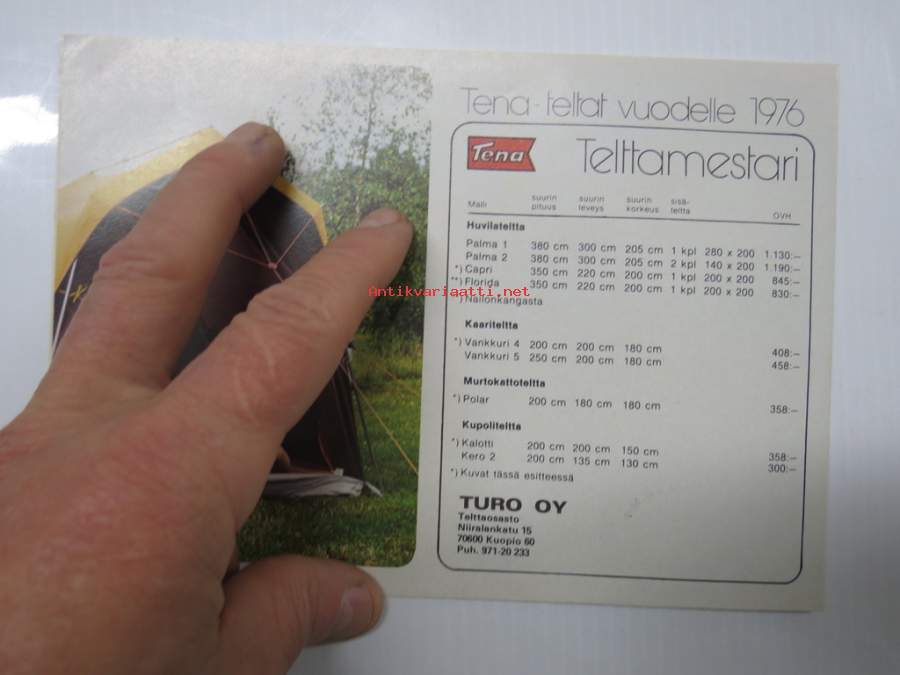 Tena-teltat vuodelle 1976
Tena Telttamestari
Malli suurin pituus suurin leveys suurin korkeus sisä-teltta OVH
Huvilateltta
Palma 1 380 cm 300 cm 205 cm 1 kpl 280 x 200 1.130:-
Palma 2 380 cm 300 cm 205 cm 2 kpl 140 x 200 1.190:-
*) Capri 350 cm 220 cm 200 cm 1 kpl 200 x 200 845:-
**) Florida 350 cm 220 cm 200 cm 1 kpl 200 x 200 830:-
*) Nailonkangasta
Antikvariaatti.net
Kaariteltta
*) Vankkuri 4 200 cm 200 cm 180 cm 408:-
Vankkuri 5 250 cm 200 cm 180 cm 458:-
Murtokattoteltta
*) Polar 200 cm 180 cm 180 cm 358:-
Kupoliteltta
*) Kalotti 200 cm 200 cm 150 cm 358:-
Kero 2 200 cm 135 cm 130 cm 300:-
*) Kuvat tässä esitteessä
TURO OY
Telttaosasto
Niiralankatu 15
70600 Kuopio 60
Puh. 971-20 233